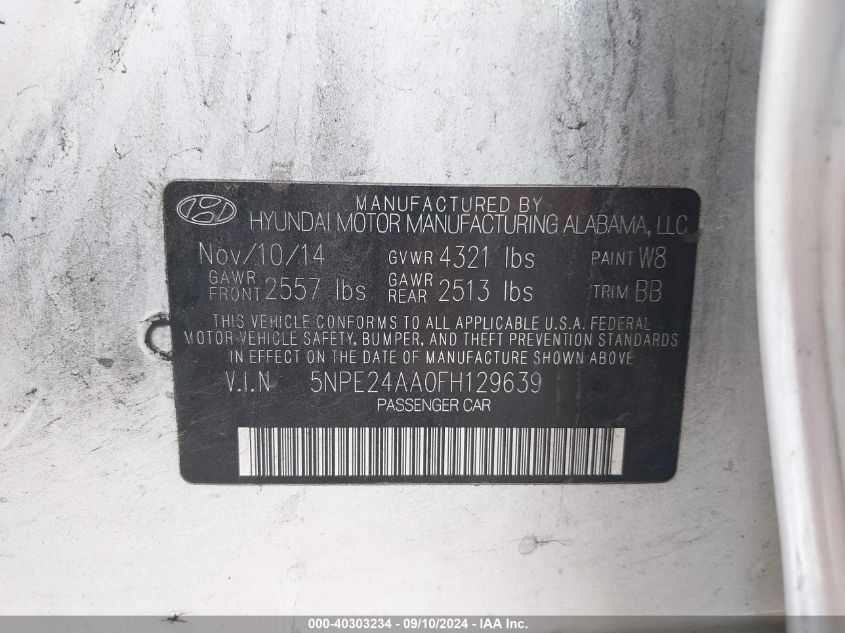 MANUFACTURED BY
HYUNDAI MOTOR MANUFACTURING ALABAMA, LLC
Nov/10/14 GVWR 4321 lbs PAINT W8
GAWR FRONT 2557 lbs GAWR REAR 2513 lbs TRIM BB
THIS VEHICLE CONFORMS TO ALL APPLICABLE U.S.A. FEDERAL
MOTOR VEHICLE SAFETY, BUMPER, AND THEFT PREVENTION STANDARDS
IN EFFECT ON THE DATE OF MANUFACTURE SHOWN ABOVE.
V.I.N 5NPE24AA0FH129639
PASSENGER CAR
000-40303234 - 09/10/2024 - IAA Inc.